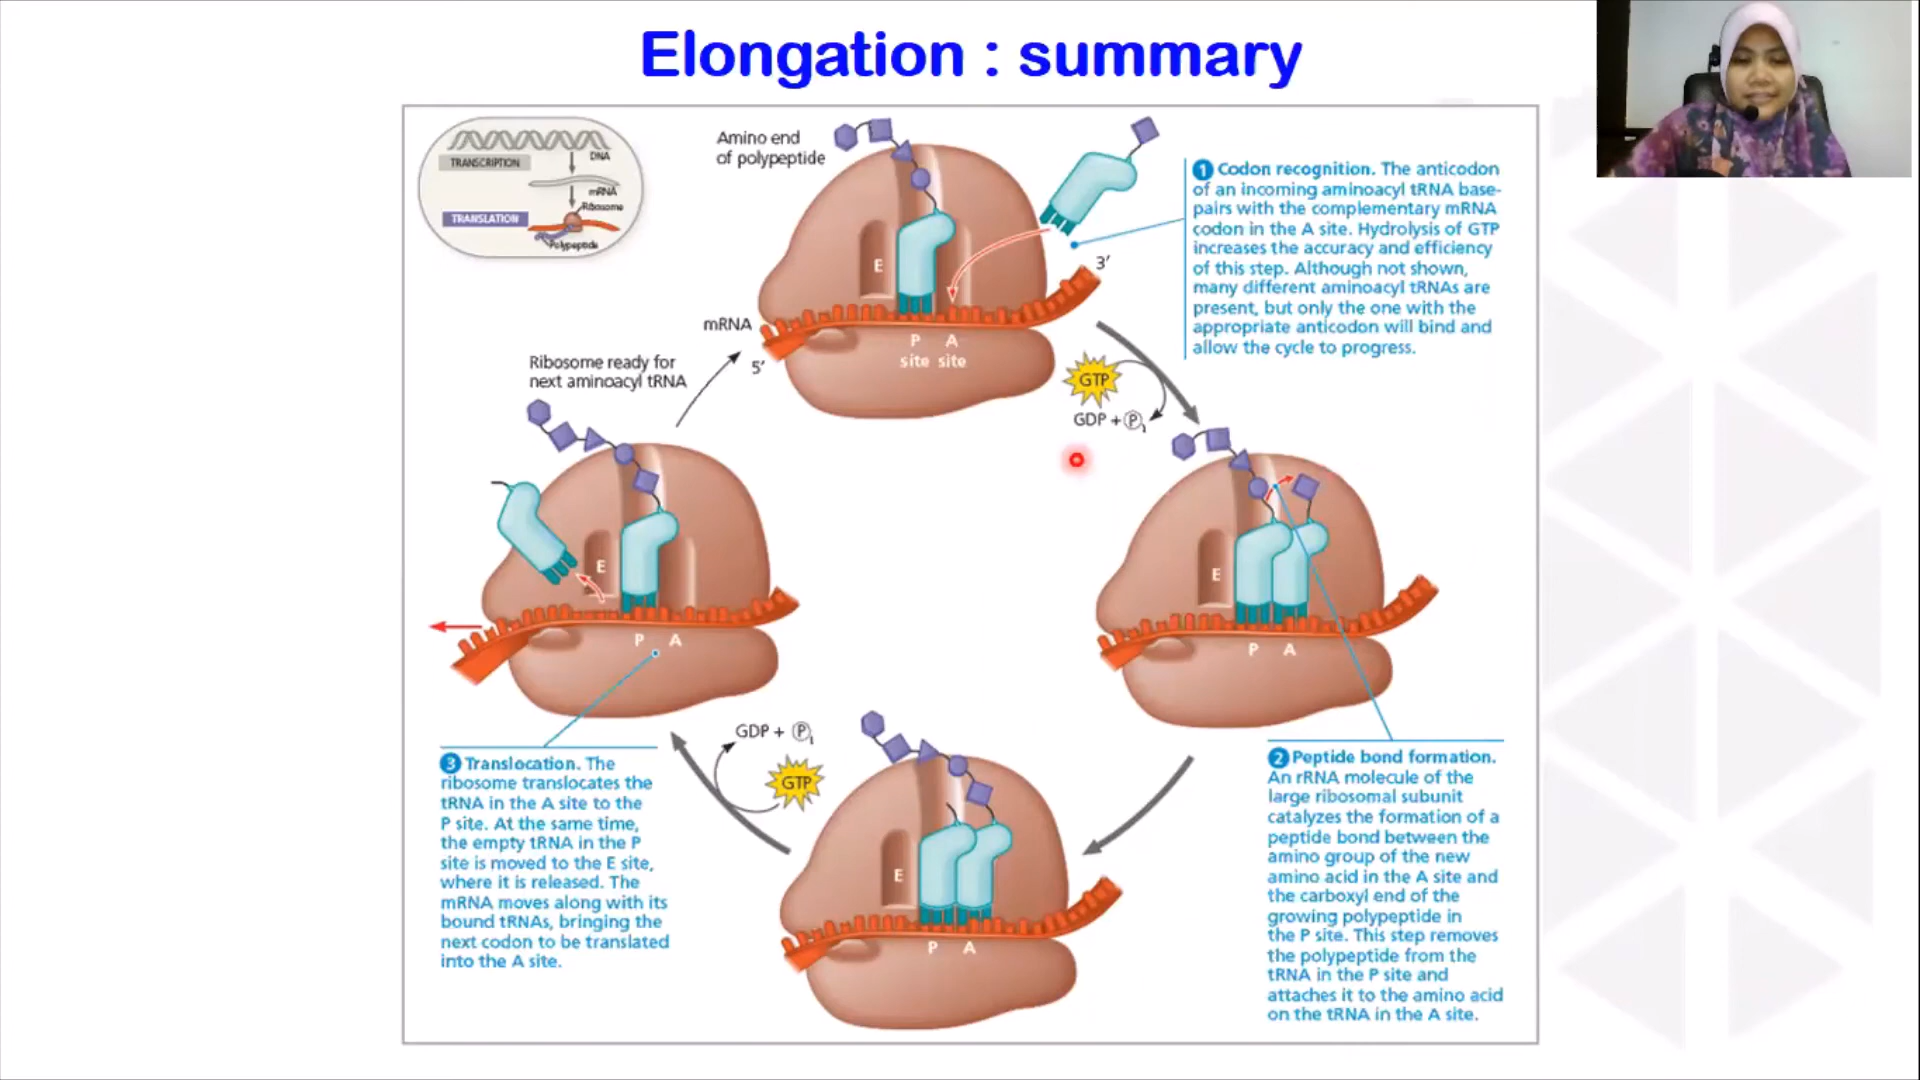 Elongation : summary
TRANSCRIPTION
DNA
mRNA
Ribosome
TRANSLATION
Polypeptide
Amino end
of polypeptide
E
3'
mRNA
5'
P A
site site
1 Codon recognition. The anticodon
of an incoming aminoacyl tRNA base-
pairs with the complementary mRNA
codon in the A site. Hydrolysis of GTP
increases the accuracy and efficiency
of this step. Although not shown,
many different aminoacyl tRNAs are
present, but only the one with the
appropriate anticodon will bind and
allow the cycle to progress.
GTP
GDP + Pi
E
P A
2 Peptide bond formation.
An rRNA molecule of the
large ribosomal subunit
catalyzes the formation of a
peptide bond between the
amino group of the new
amino acid in the A site and
the carboxyl end of the
growing polypeptide in
the P site. This step removes
the polypeptide from the
tRNA in the P site and
attaches it to the amino acid
on the tRNA in the A site.
E
P A
GDP + Pi
GTP
Ribosome ready for
next aminoacyl tRNA
E
P A
3 Translocation. The
ribosome translocates the
tRNA in the A site to the
P site. At the same time,
the empty tRNA in the P
site is moved to the E site,
where it is released. The
mRNA moves along with its
bound tRNAs, bringing the
next codon to be translated
into the A site.